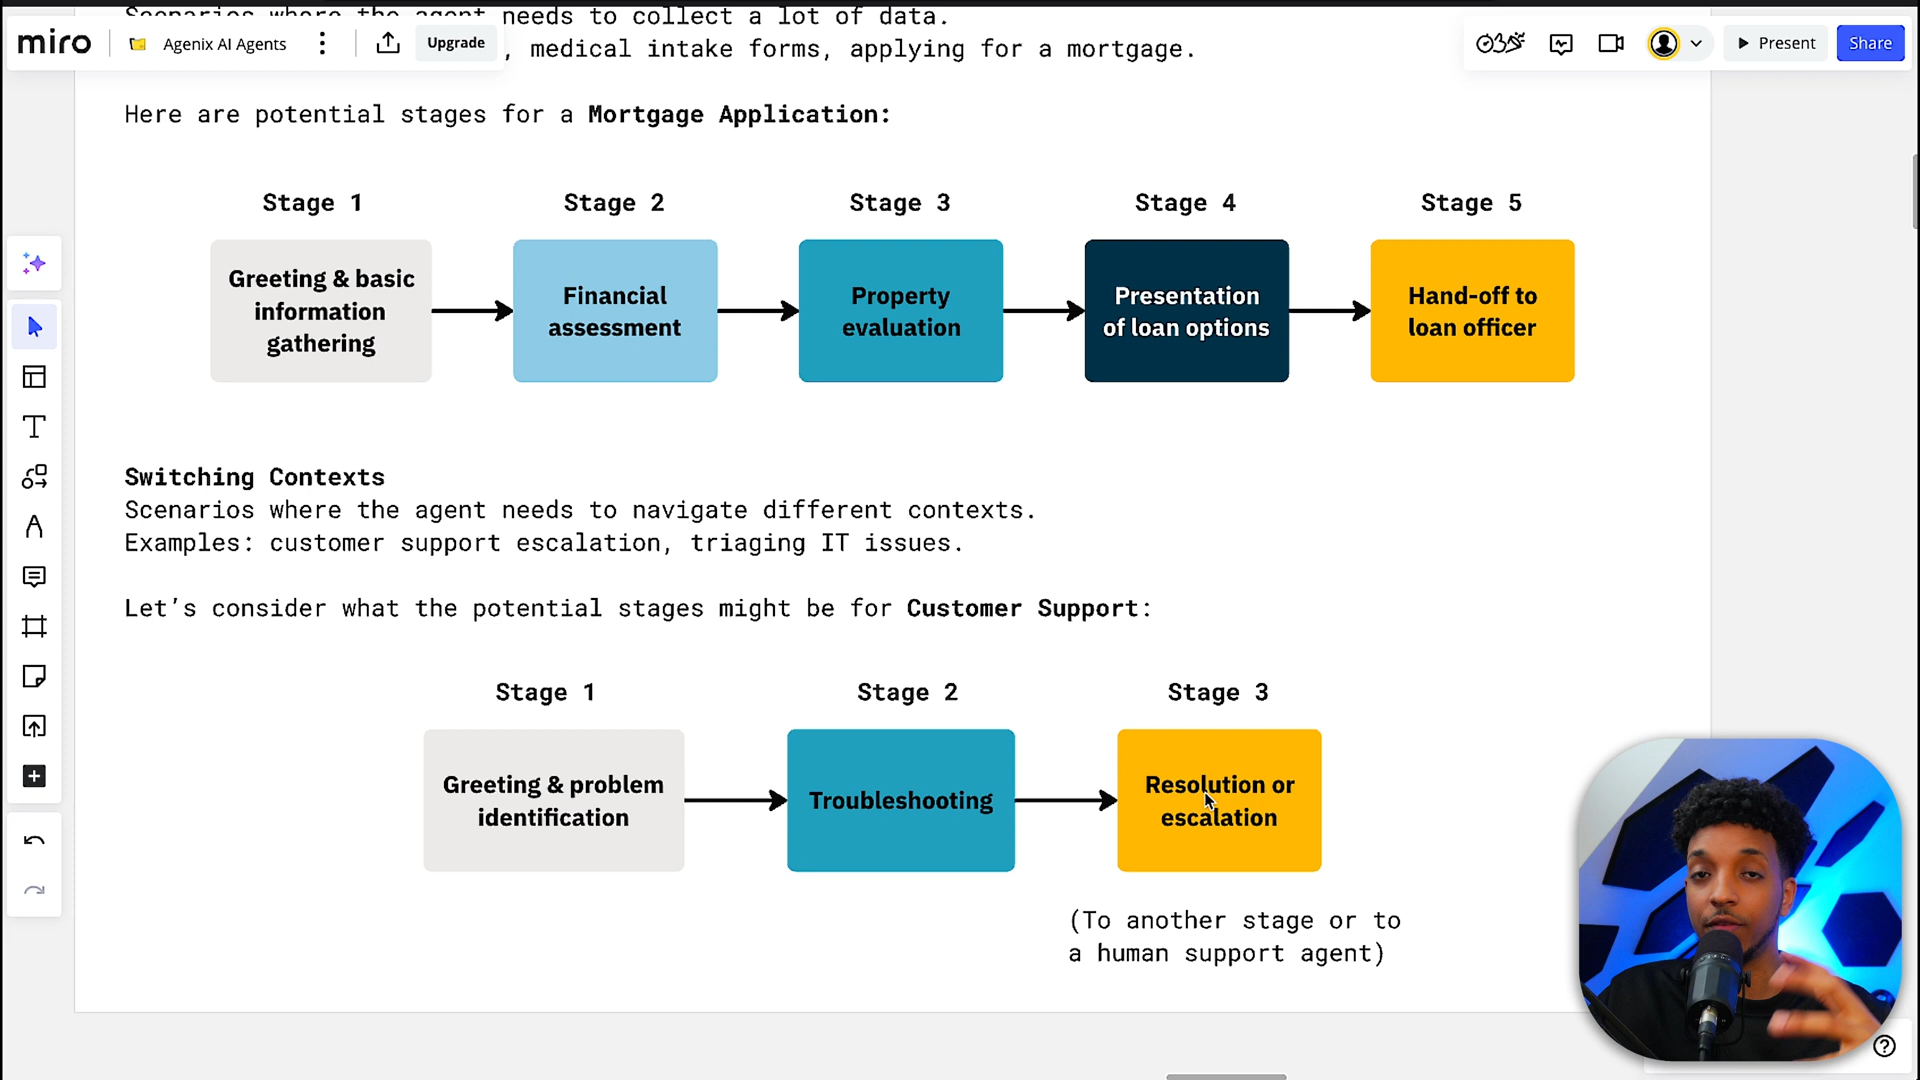 Scenarios where the agent needs to collect a lot of data.
miro
Agenix AI Agents
Upgrade
, medical intake forms, applying for a mortgage.
Present
Share
Here are potential stages for a Mortgage Application:
Stage 1
Stage 2
Stage 3
Stage 4
Stage 5
Greeting & basic
information
gathering
Financial
assessment
Property
evaluation
Presentation
of loan options
Hand-off to
loan officer
Switching Contexts
Scenarios where the agent needs to navigate different contexts.
Examples: customer support escalation, triaging IT issues.
Let’s consider what the potential stages might be for Customer Support:
Stage 1
Stage 2
Stage 3
Greeting & problem
identification
Troubleshooting
Resolution or
escalation
(To another stage or to
a human support agent)